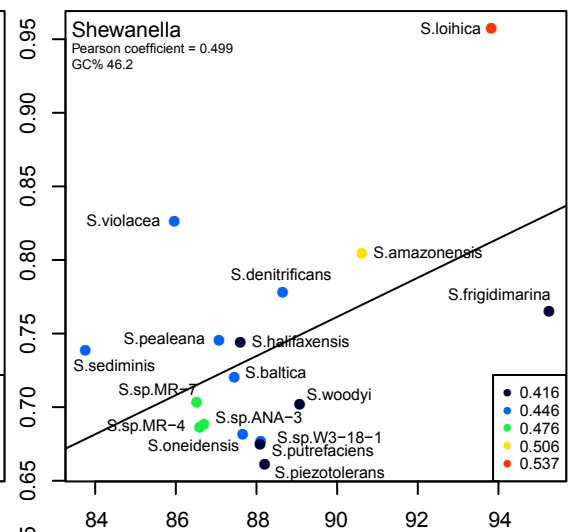 Shewanella
Pearson coefficient = 0.499
GC% 46.2
S.loihica
S.violacea
S.amazonensis
S.denitrificans
S.frigidimarina
S.pealeana
S.halifaxensis
S.sediminis
S.baltica
S.sp.MR−7
S.woodyi
S.sp.MR−4
S.sp.ANA−3
S.oneidensis
S.sp.W3−18−1
S.putrefaciens
S.piezotolerans
0.416
0.446
0.476
0.506
0.537
0.95
0.90
0.85
0.80
0.75
0.70
0.65
84 86 88 90 92 94